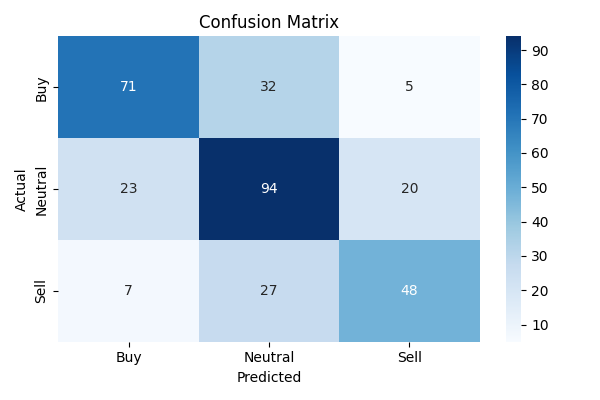 Confusion Matrix
Actual
Buy
71 32 5
Neutral
23 94 20
Sell
7 27 48
Buy Neutral Sell
Predicted
90
80
70
60
50
40
30
20
10